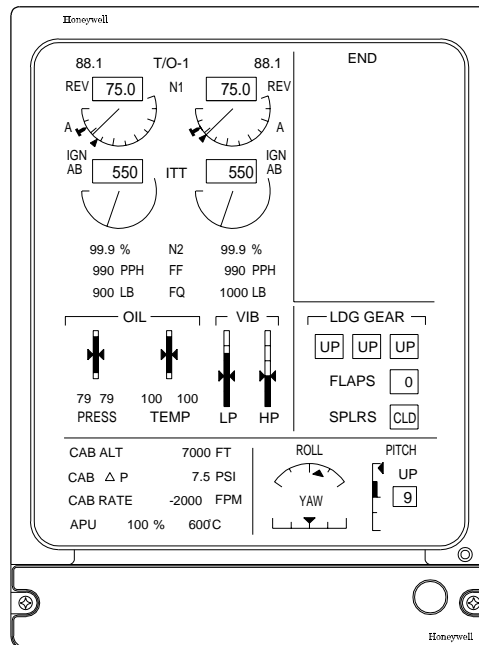 Honeywell
88.1 T/O-1 88.1
END
REV 75.0 N1 75.0 REV
A A
IGN IGN
AB 550 ITT 550 AB
99.9 % N2 99.9 %
990 PPH FF 990 PPH
900 LB FQ 1000 LB
OIL VIB LDG GEAR
UP UP UP
FLAPS 0
79 79 100 100
PRESS TEMP LP HP SPLRS CLD
CAB ALT 7000 FT
CAB △ P 7.5 PSI
CAB RATE -2000 FPM
APU 100 % 600°C
ROLL PITCH
UP
9
YAW
Honeywell